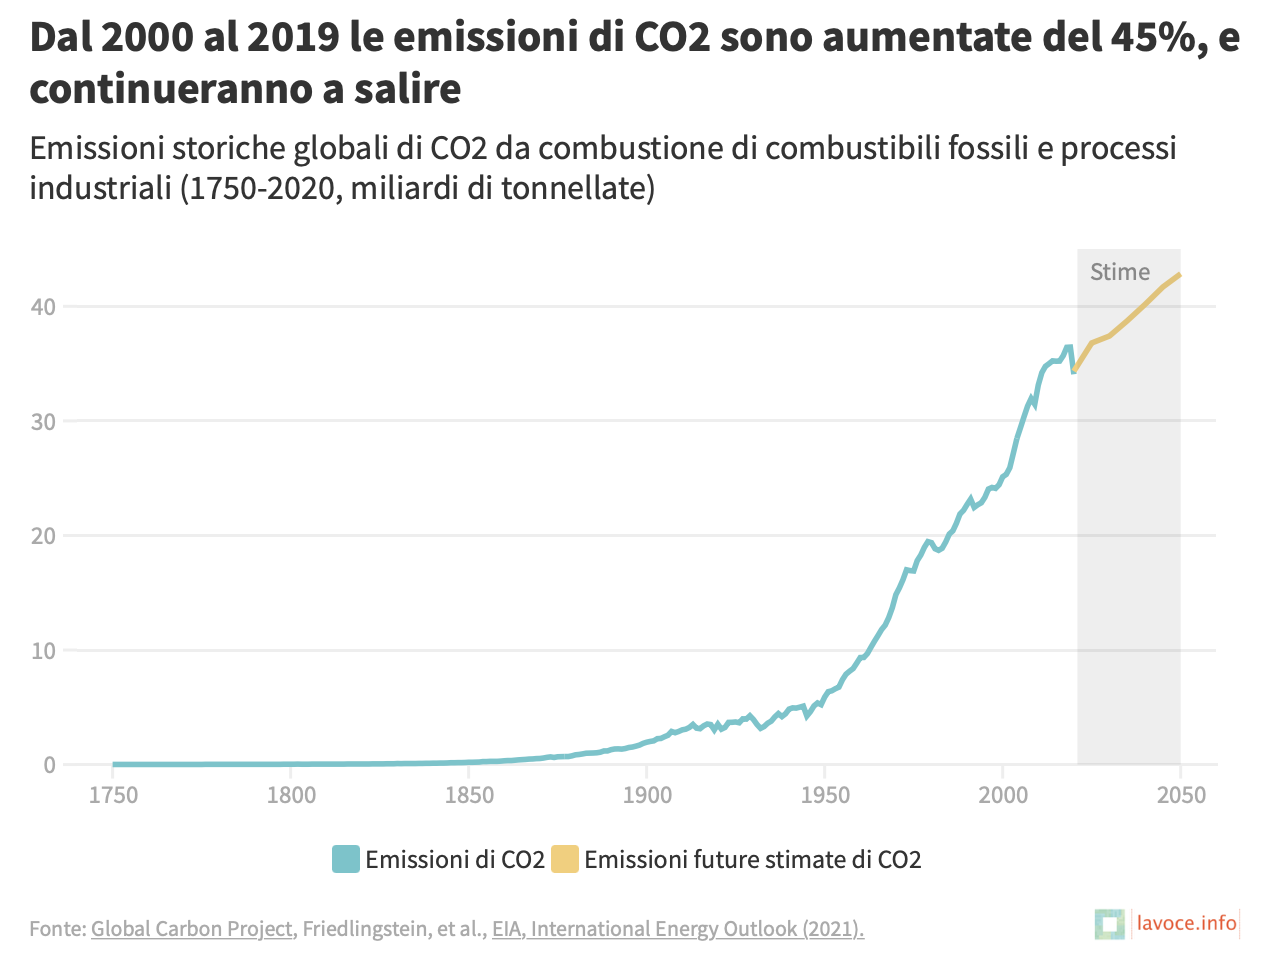 Dal 2000 al 2019 le emissioni di CO2 sono aumentate del 45%, e
continueranno a salire
Emissioni storiche globali di CO2 da combustione di combustibili fossili e processi
industriali (1750-2020, miliardi di tonnellate)
Stime
40
30
20
10
0
1750 1800 1850 1900 1950 2000 2050
Emissioni di CO2 Emissioni future stimate di CO2
Fonte: Global Carbon Project, Friedlingstein, et al., EIA, International Energy Outlook (2021).
lavoce.info